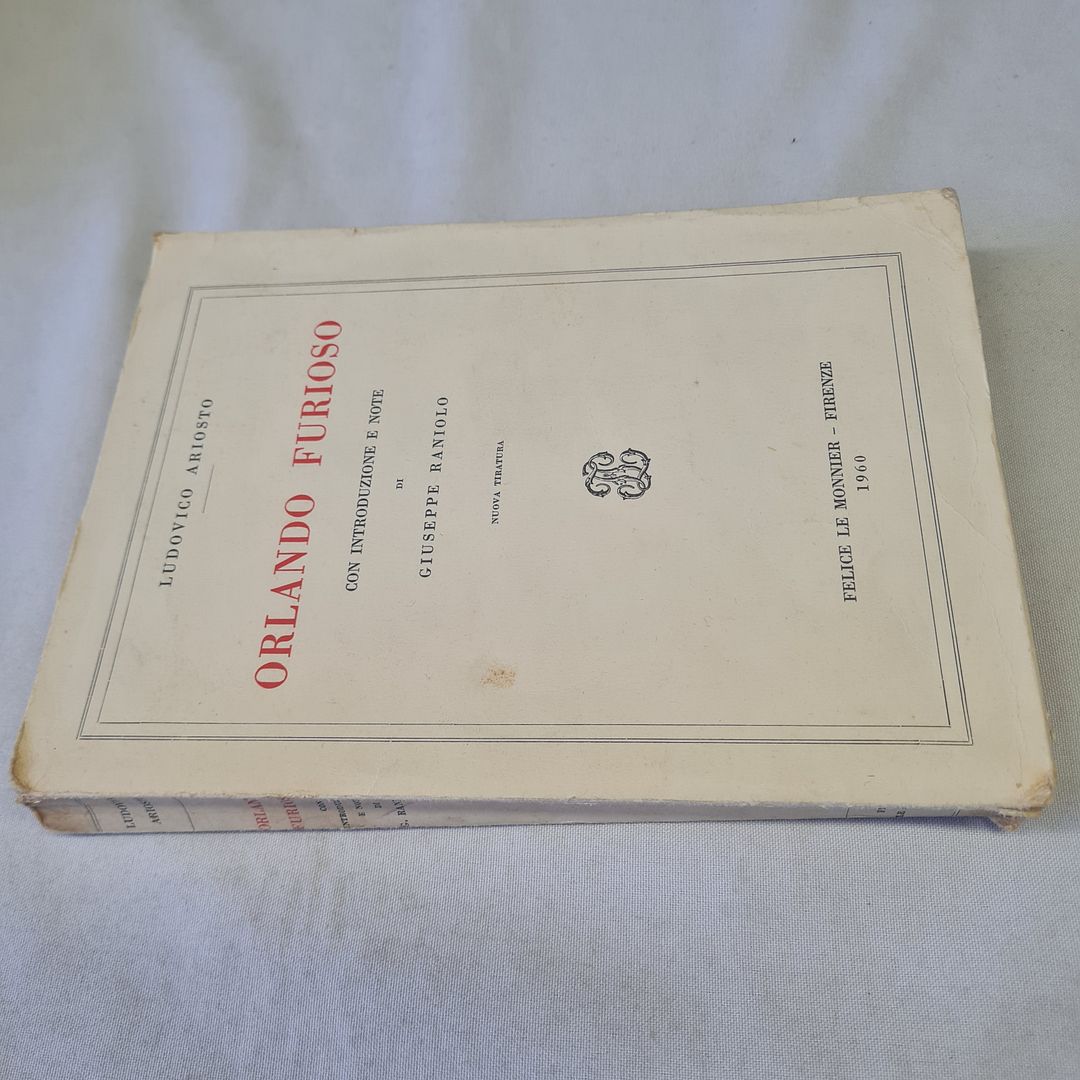 LUDOVICO ARIOSTO
ORLANDO FURIOSO
CON INTRODUZIONE E NOTE
DI
GIUSEPPE RANIOLO
NUOVA TIRATURA
FELICE LE MONNIER – FIRENZE
1960